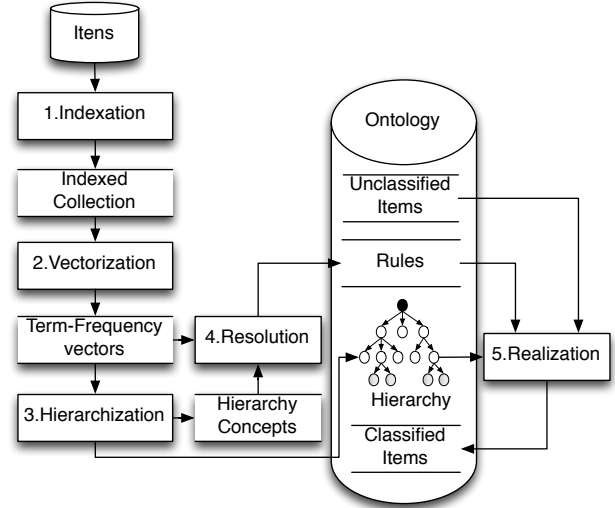 Itens
1.Indexation
Indexed
Collection
2.Vectorization
Term-Frequency
vectors
3.Hierarchization
4.Resolution
Hierarchy
Concepts
Ontology
Unclassified
Items
Rules
Hierarchy
Classified
Items
5.Realization